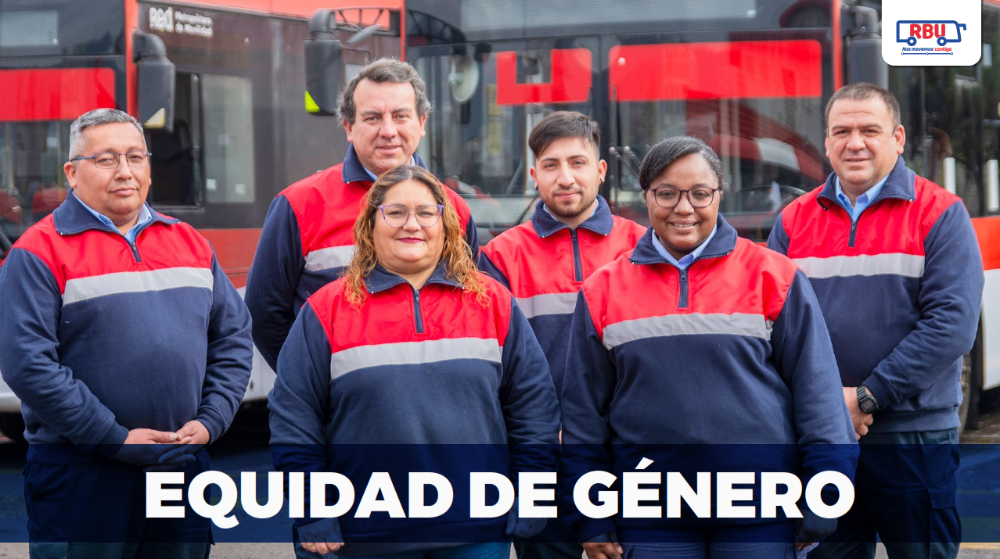 Red Metropolitana
de Movilidad
RBU
Nos movemos contigo
EQUIDAD DE GÉNERO